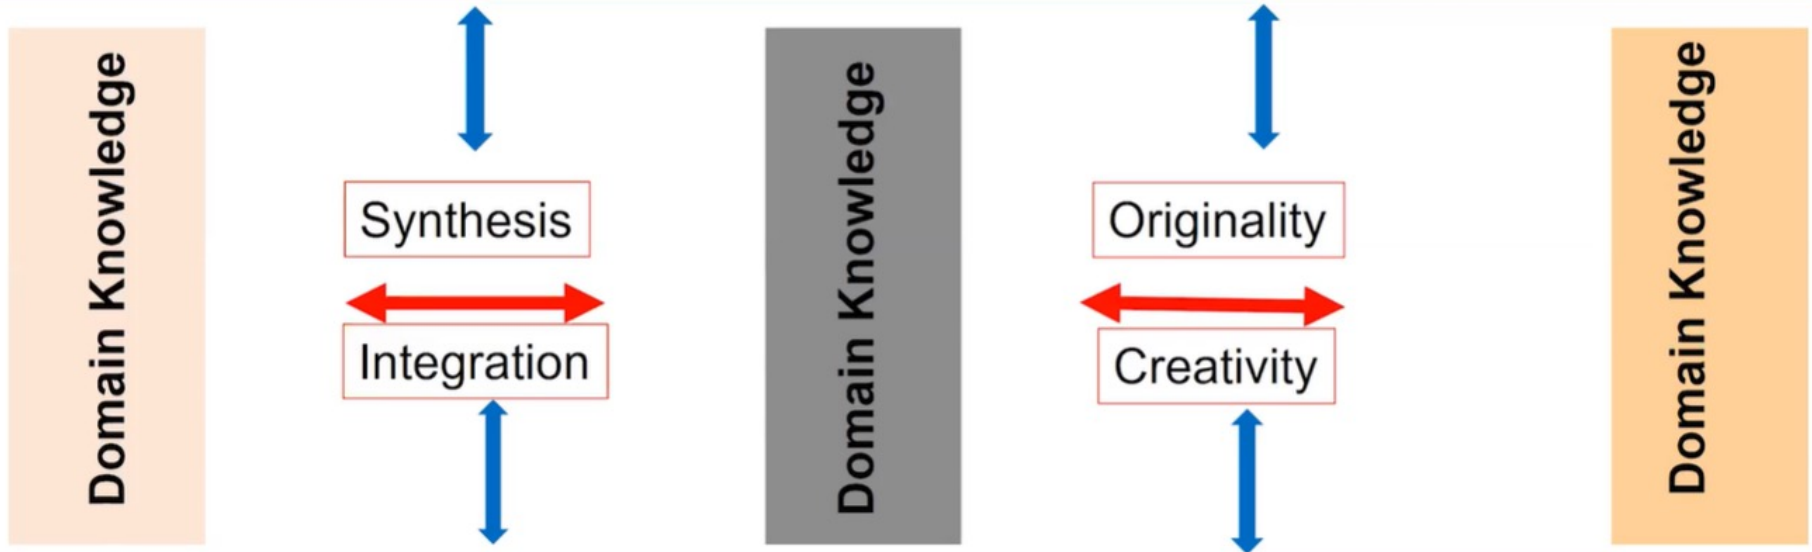 Domain Knowledge
Synthesis
Integration
Domain Knowledge
Originality
Creativity
Domain Knowledge